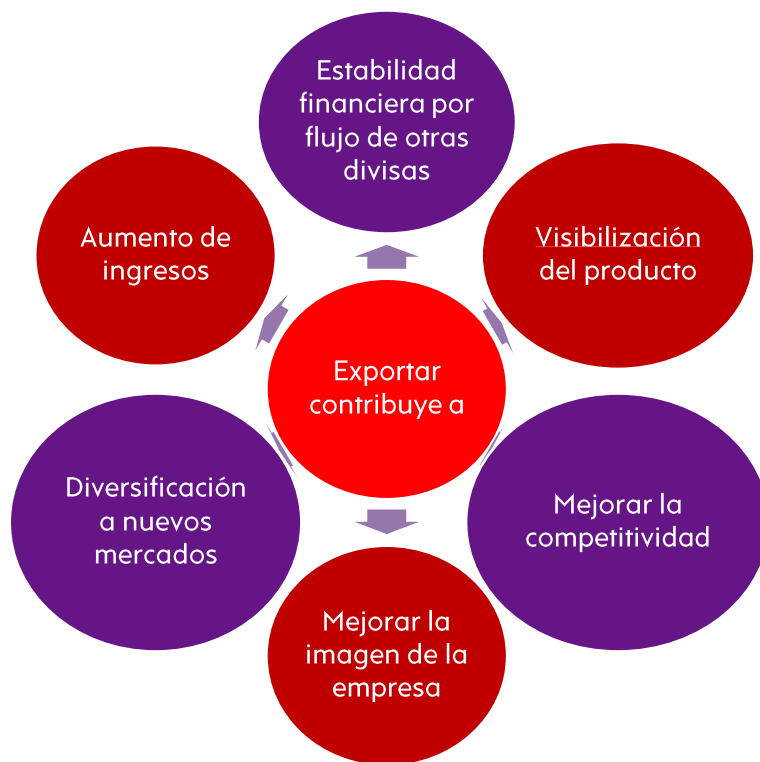 Estabilidad
financiera por
flujo de otras
divisas
Aumento de
ingresos
Visibilización
del producto
Exportar
contribuye a
Diversificación
a nuevos
mercados
Mejorar la
competitividad
Mejorar la
imagen de la
empresa